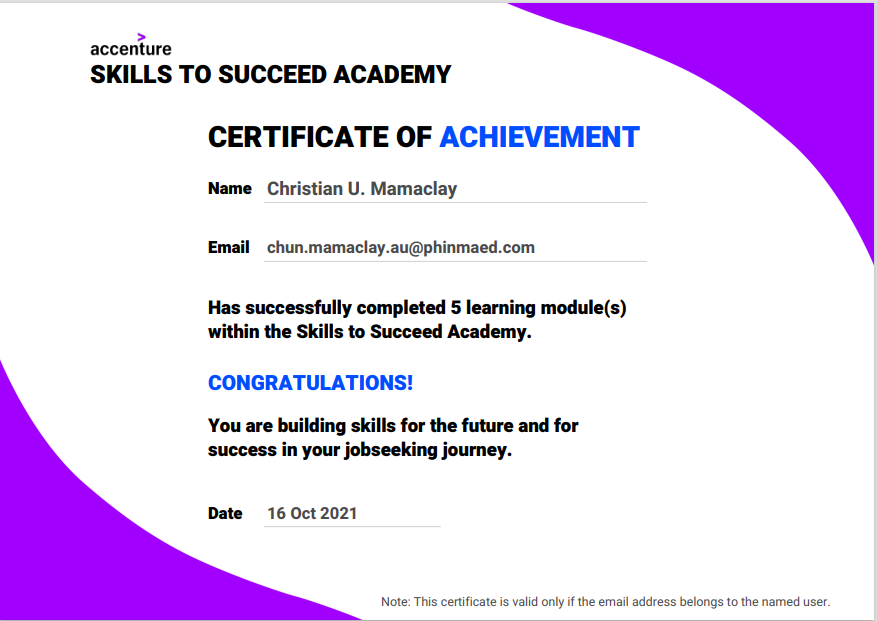 accenture
SKILLS TO SUCCEED ACADEMY
CERTIFICATE OF ACHIEVEMENT
Name Christian U. Mamaclay
Email chun.mamaclay.au@phinmaed.com
Has successfully completed 5 learning module(s)
within the Skills to Succeed Academy.
CONGRATULATIONS!
You are building skills for the future and for
success in your jobseeking journey.
Date 16 Oct 2021
Note: This certificate is valid only if the email address belongs to the named user.